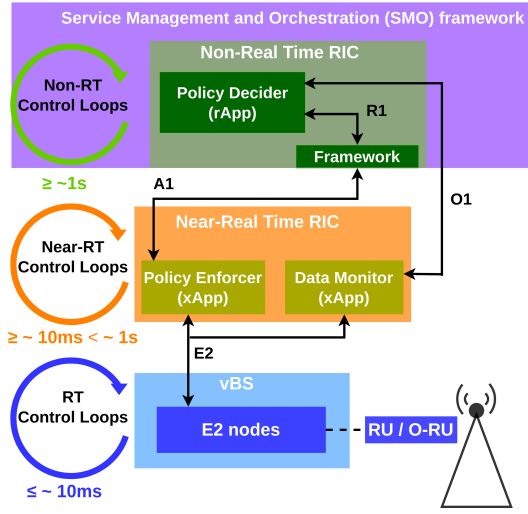 Service Management and Orchestration (SMO) framework
Non-Real Time RIC
Non-RT
Control Loops
Policy Decider
(rApp)
R1
Framework
≥ ~1s
A1
O1
Near-Real Time RIC
Near-RT
Control Loops
Policy Enforcer
(xApp)
Data Monitor
(xApp)
≥ ~ 10ms < ~ 1s
E2
vBS
RT
Control Loops
E2 nodes
RU / O-RU
≤ ~ 10ms